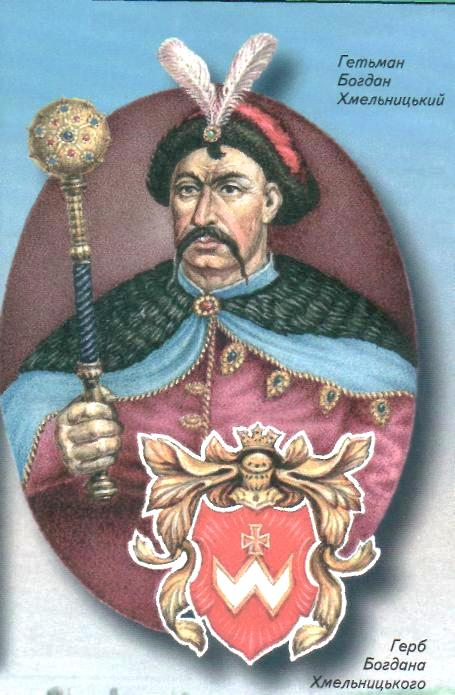 Гетьман
Богдан
Хмельницький
Герб
Богдана
Хмельницького